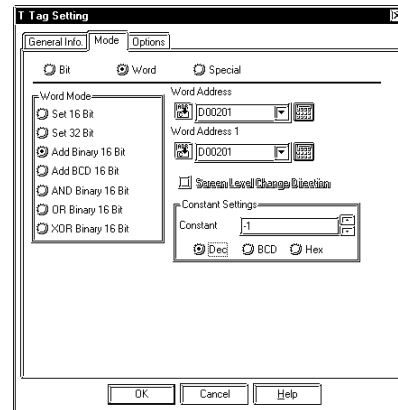 T Tag Setting
General Info. Mode Options
Bit Word Special
Word Mode
Set 16 Bit
Set 32 Bit
Add Binary 16 Bit
Add BCD 16 Bit
AND Binary 16 Bit
OR Binary 16 Bit
XOR Binary 16 Bit
Word Address
D00201
Word Address 1
D00201
Screen Level Change Direction
Constant Settings
Constant -1
Dec BCD Hex
OK Cancel Help